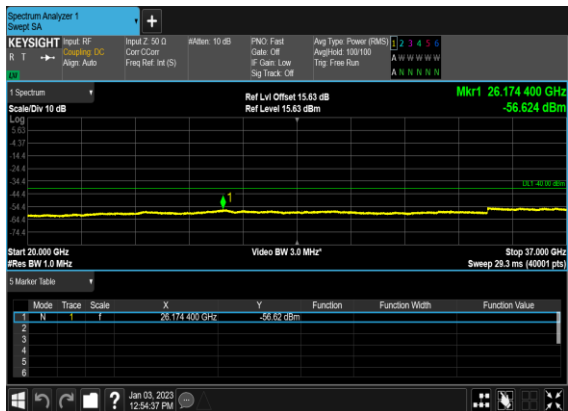 Spectrum Analyzer 1
Swept SA
+
KEYSIGHT Input: RF Input Z: 50 Ω #Atten: 10 dB PNO: Fast Avg Type: Power (RMS) 1 2 3 4 5 6
R T Coupling: DC Corr CCorr Gate: Off Avg|Hold: 100/100 A W W W W W
Align: Auto Freq Ref: Int (S) IF Gain: Low Trig: Free Run
Sig Track: Off A N N N N N
1 Spectrum Ref Lvl Offset 15.63 dB Mkr1 26.174 400 GHz
Scale/Div 10 dB Ref Level 15.63 dBm -56.624 dBm
Log
5.63
-4.37
-14.4
-24.4
-34.4
DL1 -40.00 dBm
-44.4
1
-54.4
-64.4
-74.4
Start 20.000 GHz Video BW 3.0 MHz* Stop 37.000 GHz
#Res BW 1.0 MHz Sweep 29.3 ms (40001 pts)
5 Marker Table
Mode Trace Scale X Y Function Function Width Function Value
1 N 1 f 26.174 400 GHz -56.62 dBm
2
3
4
5
6
? Jan 03, 2023
12:54:37 PM